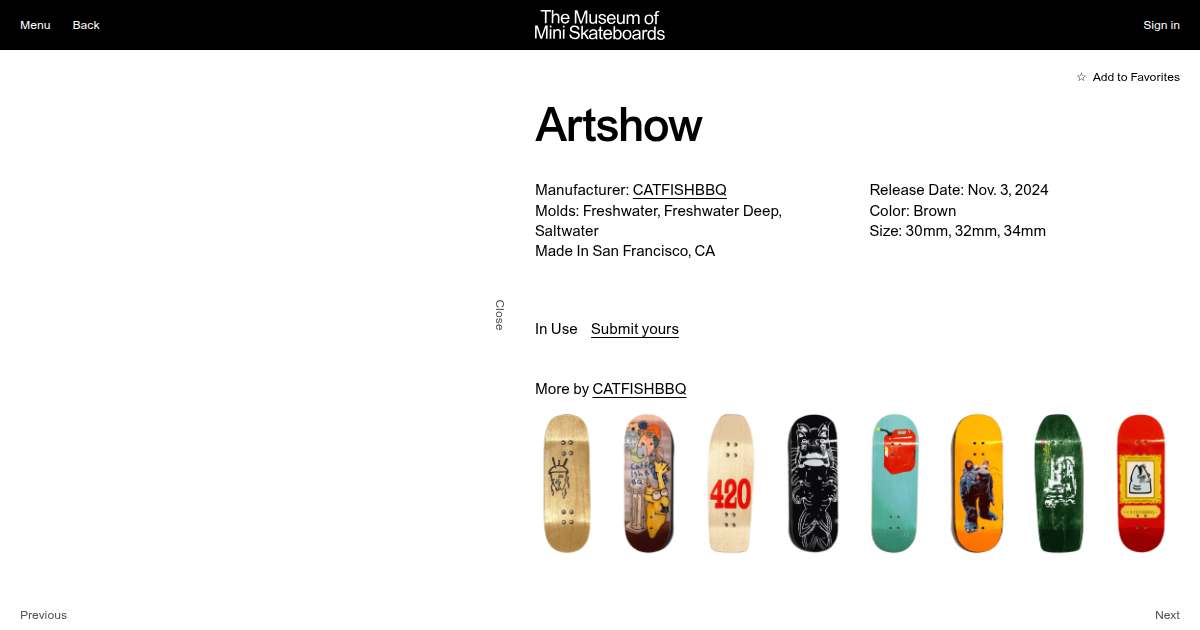 Menu
Back
The Museum of
Mini Skateboards
Sign in
☆ Add to Favorites
Artshow
Manufacturer: CATFISHBBQ
Molds: Freshwater, Freshwater Deep,
Saltwater
Made In San Francisco, CA
Release Date: Nov. 3, 2024
Color: Brown
Size: 30mm, 32mm, 34mm
Close
In Use
Submit yours
More by CATFISHBBQ
420
Previous
Next